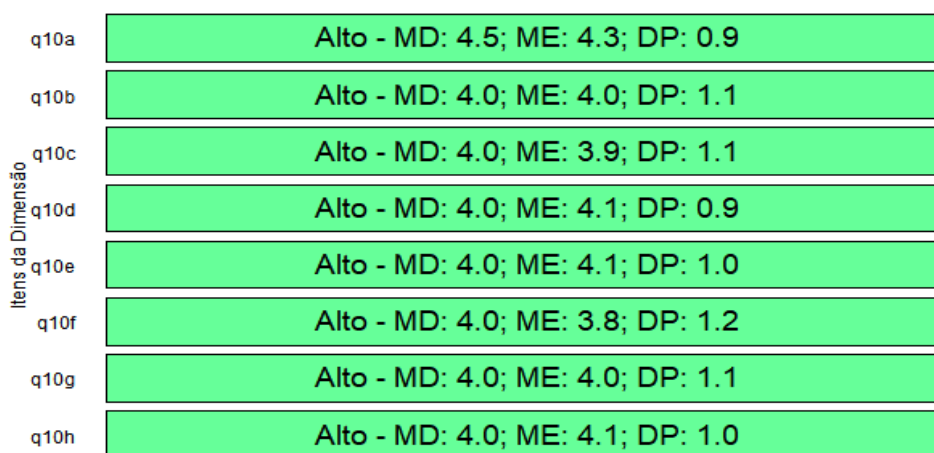 q10a Alto - MD: 4.5; ME: 4.3; DP: 0.9
q10b Alto - MD: 4.0; ME: 4.0; DP: 1.1
q10c Alto - MD: 4.0; ME: 3.9; DP: 1.1
q10d Alto - MD: 4.0; ME: 4.1; DP: 0.9
q10e Alto - MD: 4.0; ME: 4.1; DP: 1.0
q10f Alto - MD: 4.0; ME: 3.8; DP: 1.2
q10g Alto - MD: 4.0; ME: 4.0; DP: 1.1
q10h Alto - MD: 4.0; ME: 4.1; DP: 1.0
Itens da Dimensão